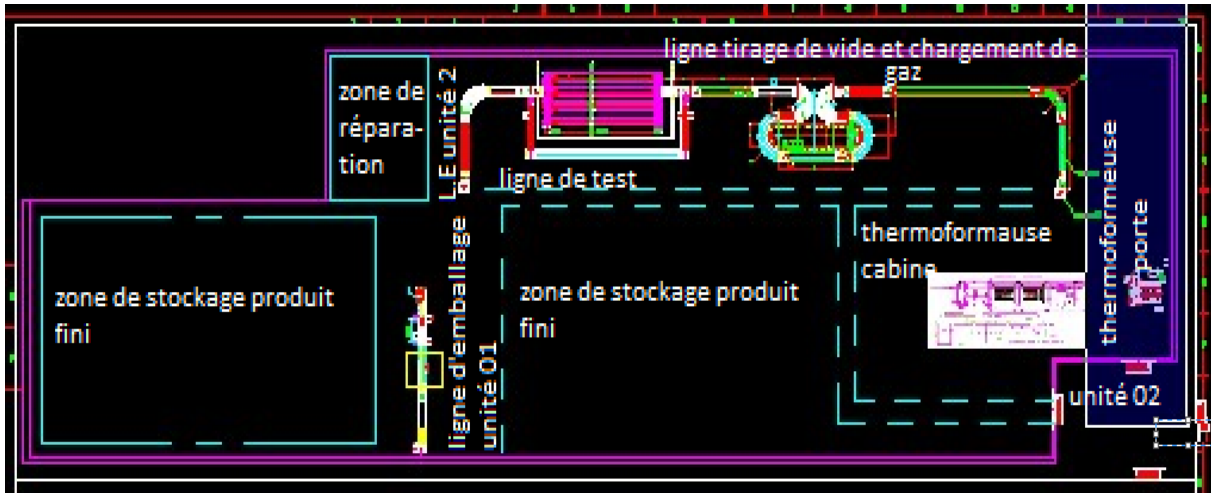 ligne tirage de vide et chargement de
gaz
zone de
répara-
tion
L.E unité 2
ligne de test
thermoformause
cabine
thermoformeuse
porte
zone de stockage produit
fini
ligne d'emballage
unité 01
zone de stockage produit
fini
unité 02